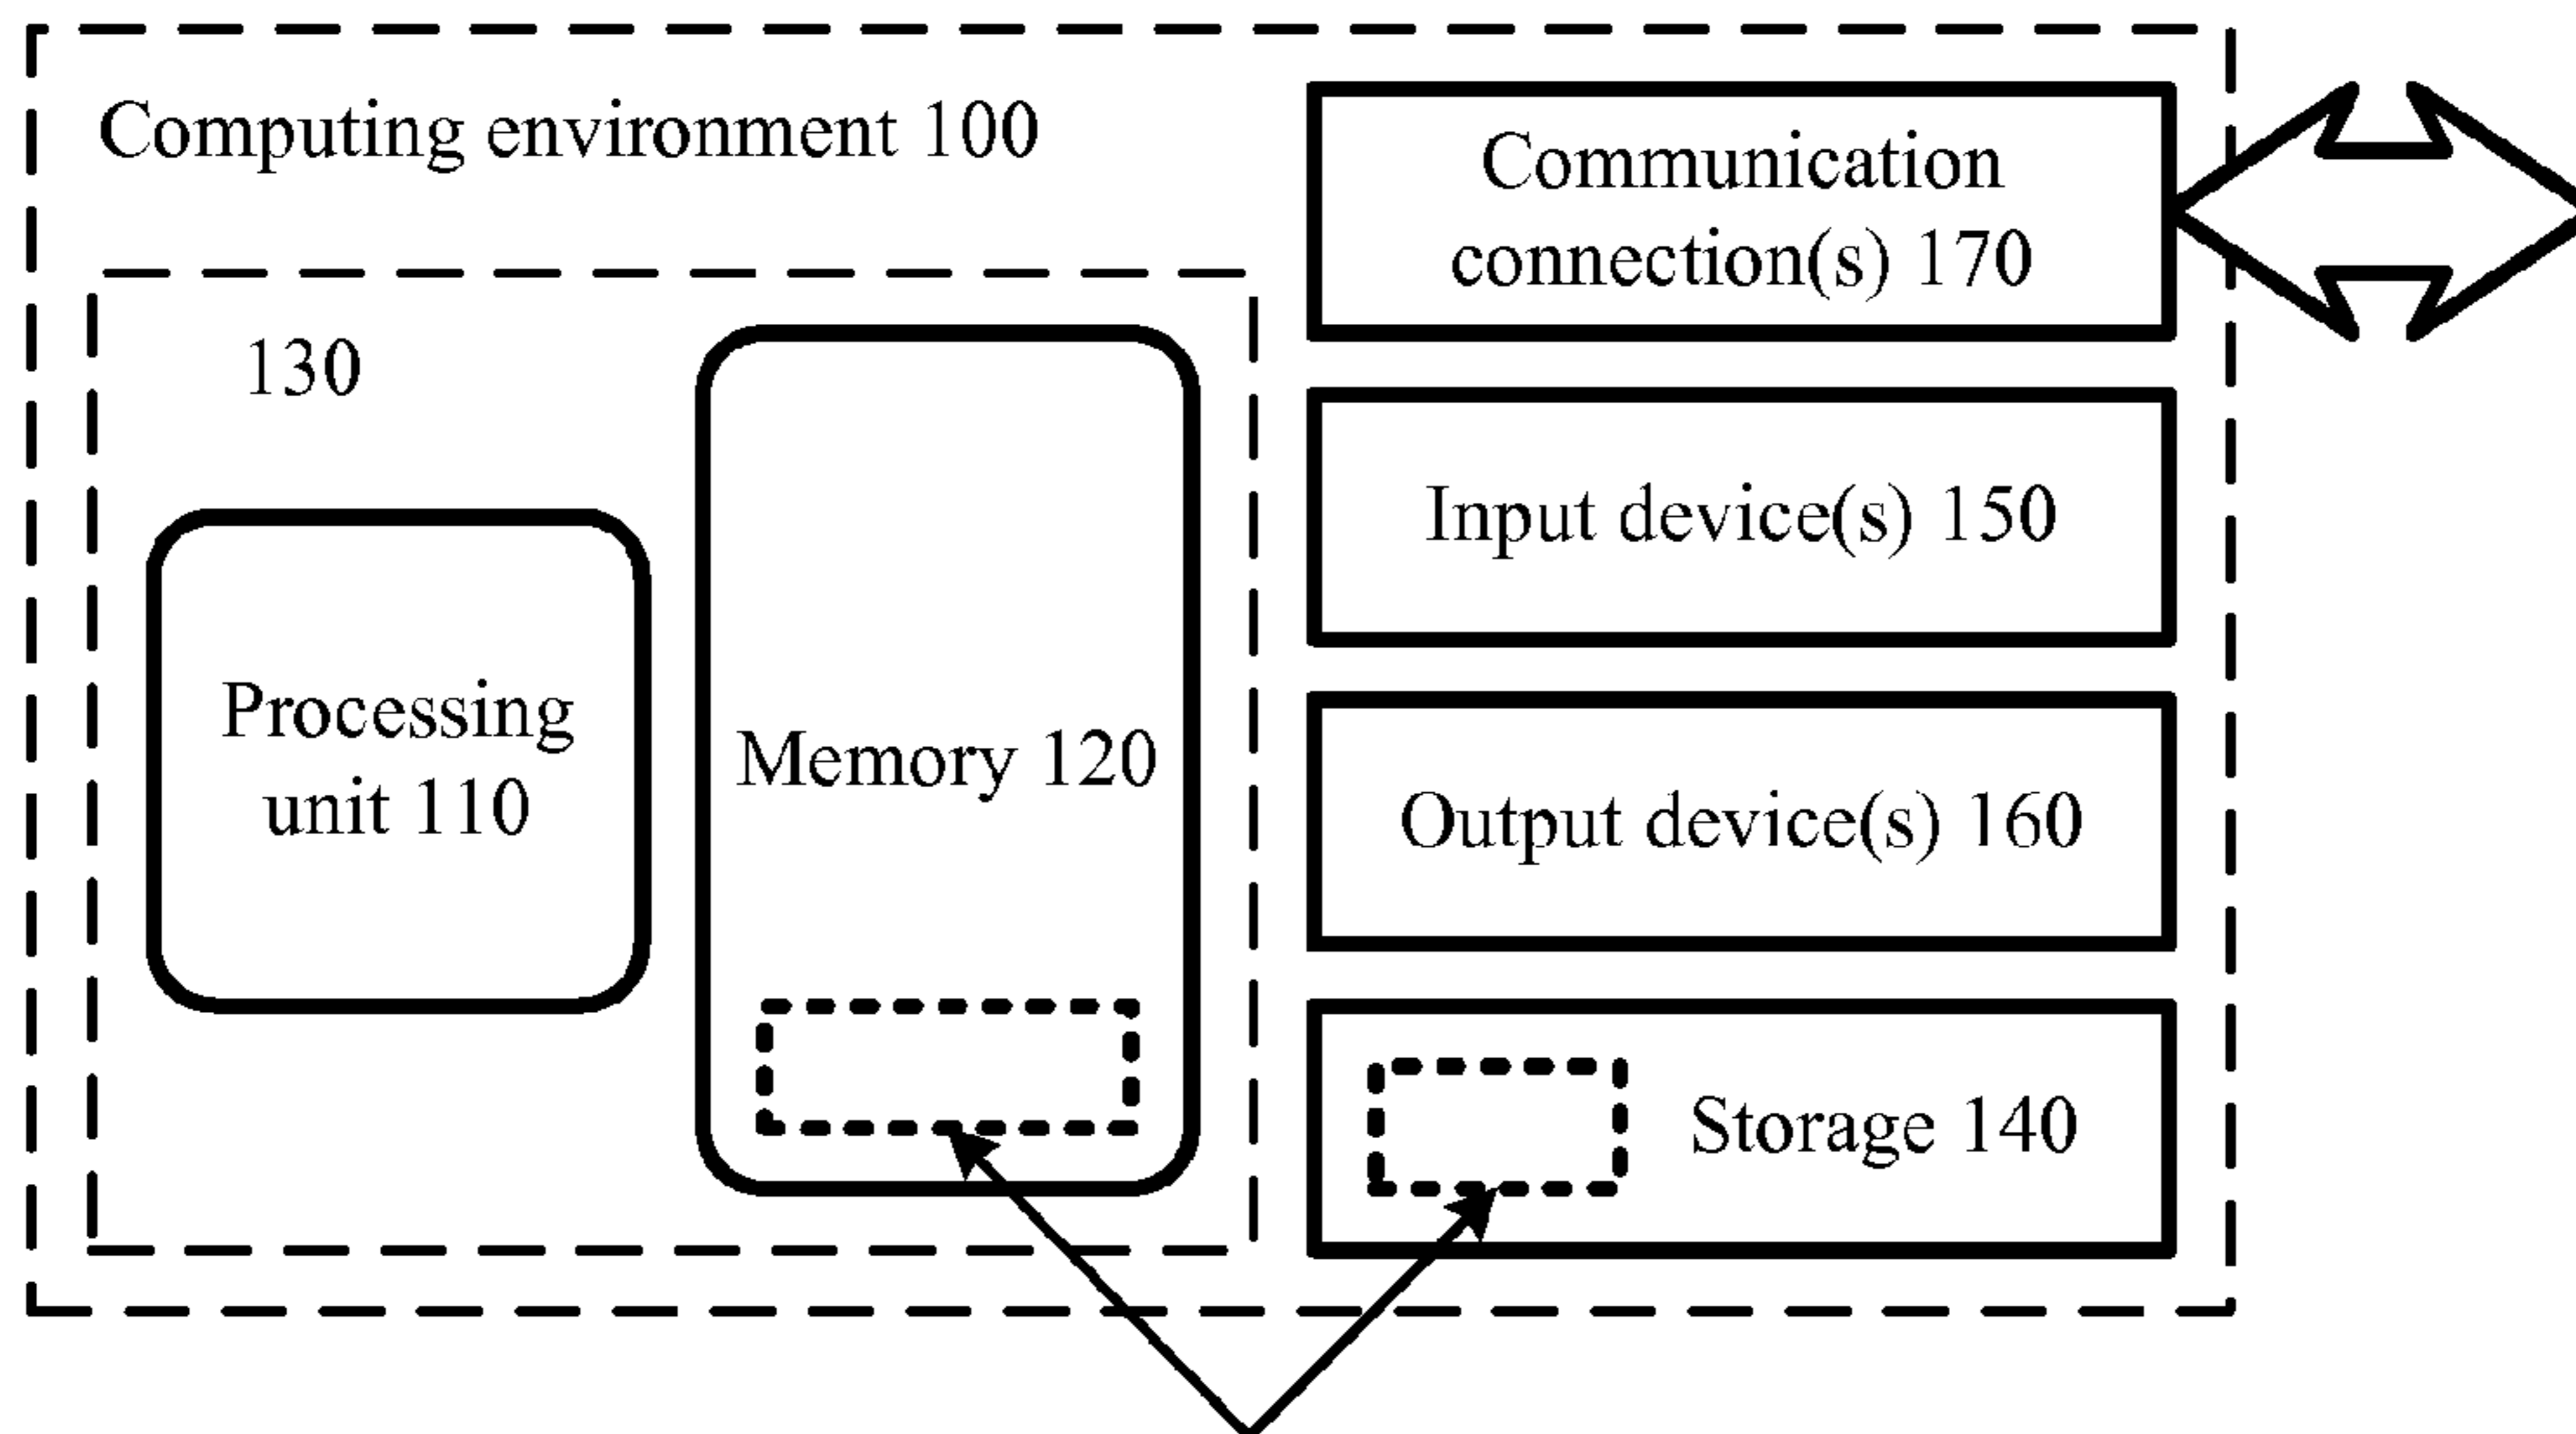 Computing environment 100
130
Processing
unit 110
Memory 120
Communication
connection(s) 170
Input device(s) 150
Output device(s) 160
Storage 140